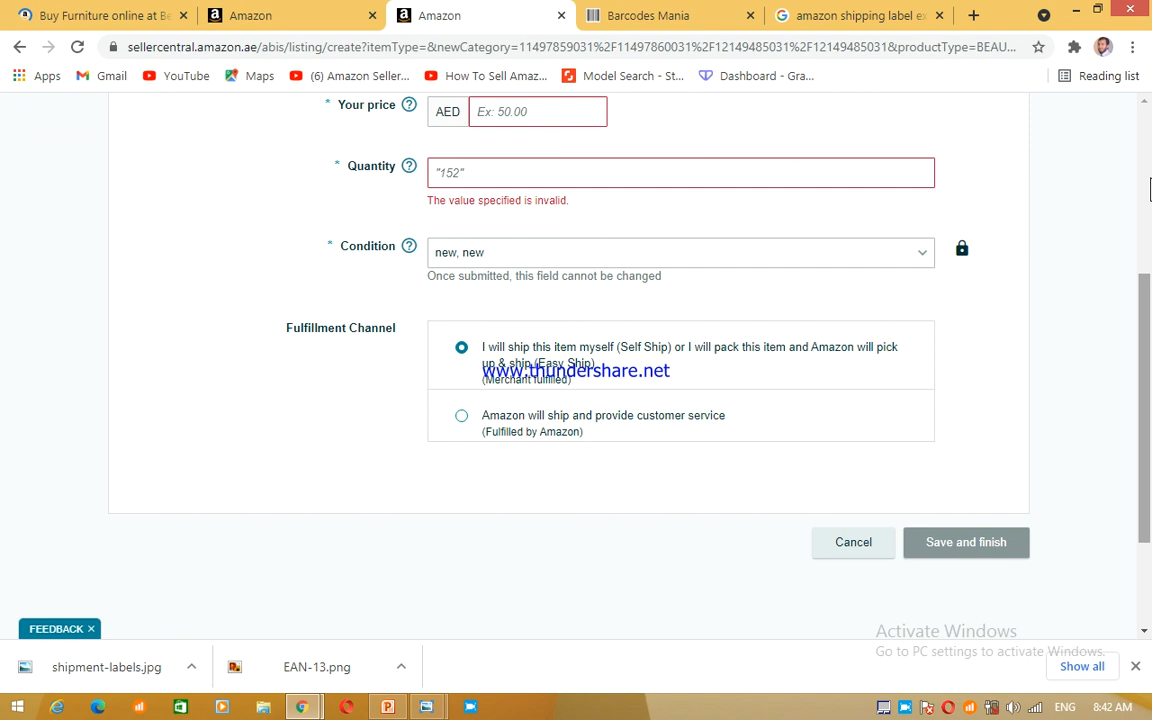 Buy Furniture online at Be
Amazon
Amazon
Barcodes Mania
amazon shipping label ex
sellercentral.amazon.ae/abis/listing/create?itemType=&newCategory=11497859031%2F11497860031%2F12149485031%2F12149485031&productType=BEAU...
Apps
Gmail
YouTube
Maps
(6) Amazon Seller...
How To Sell Amaz...
Model Search - St...
Dashboard - Gra...
Reading list
* Your price ?
AED
Ex: 50.00
* Quantity ?
"152"
The value specified is invalid.
* Condition ?
new, new
Once submitted, this field cannot be changed
Fulfillment Channel
I will ship this item myself (Self Ship) or I will pack this item and Amazon will pick
up & ship (Easy Ship)
www.thundershare.net
(Merchant fulfilled)
Amazon will ship and provide customer service
(Fulfilled by Amazon)
Cancel
Save and finish
FEEDBACK ×
Activate Windows
Go to PC settings to activate Windows.
shipment-labels.jpg
EAN-13.png
Show all
ENG
8:42 AM